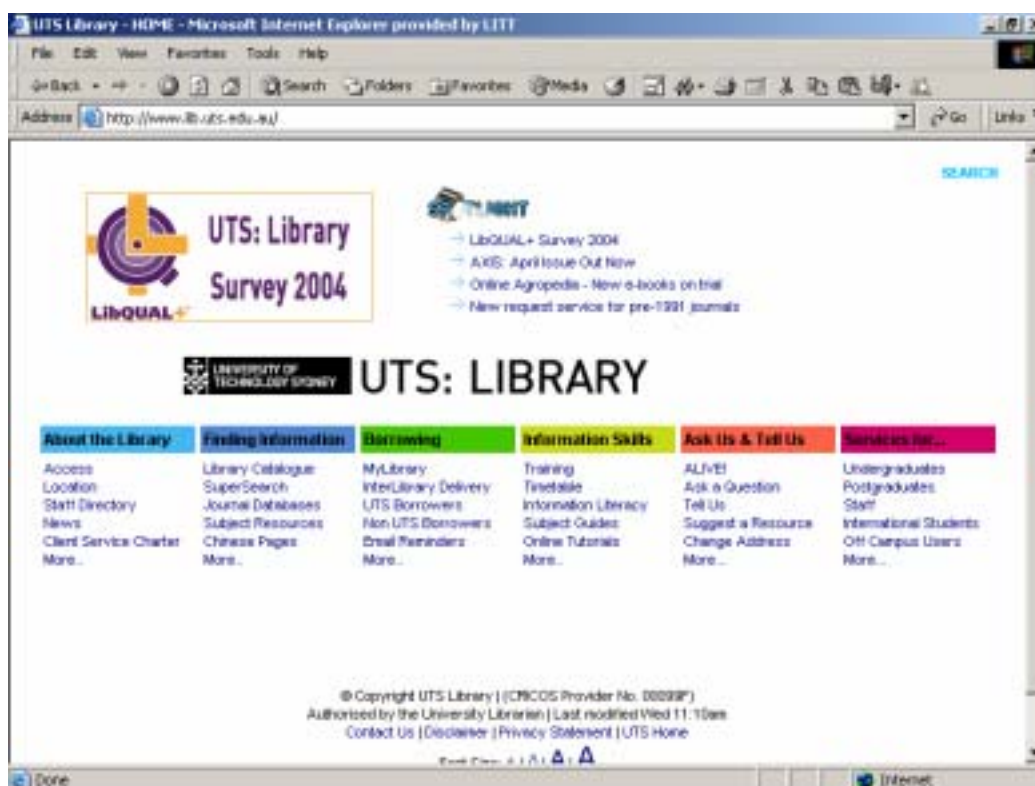 UTS Library - HOME - Microsoft Internet Explorer provided by LITT
File Edit View Favorites Tools Help
Back Search Folders Favorites Media
Address http://www.lib.uts.edu.au/ Go Links
SEARCH
UTS: Library
Survey 2004
LibQUAL+
LibQUAL+ Survey 2004
AXIS: April Issue Out Now
Online Agropedia - New e-books on trial
New request service for pre-1991 journals
UNIVERSITY OF
TECHNOLOGY SYDNEY
UTS: LIBRARY
About the Library Finding Information Borrowing Information Skills Ask Us & Tell Us Services for...
Access Library Catalogue MyLibrary Training ALIVE! Undergraduates
Location SuperSearch InterLibrary Delivery Timetable Ask a Question Postgraduates
Staff Directory Journal Databases UTS Borrowers Information Literacy Tell Us Staff
News Subject Resources Non UTS Borrowers Subject Guides Suggest a Resource International Students
Client Service Charter Chinese Pages Email Reminders Online Tutorials Change Address Off Campus Users
More... More... More... More... More... More...
© Copyright UTS Library | (CRICOS Provider No. 00099F)
Authorised by the University Librarian | Last modified Wed 11:10am
Contact Us | Disclaimer | Privacy Statement | UTS Home
A | A | A | A
Done Internet